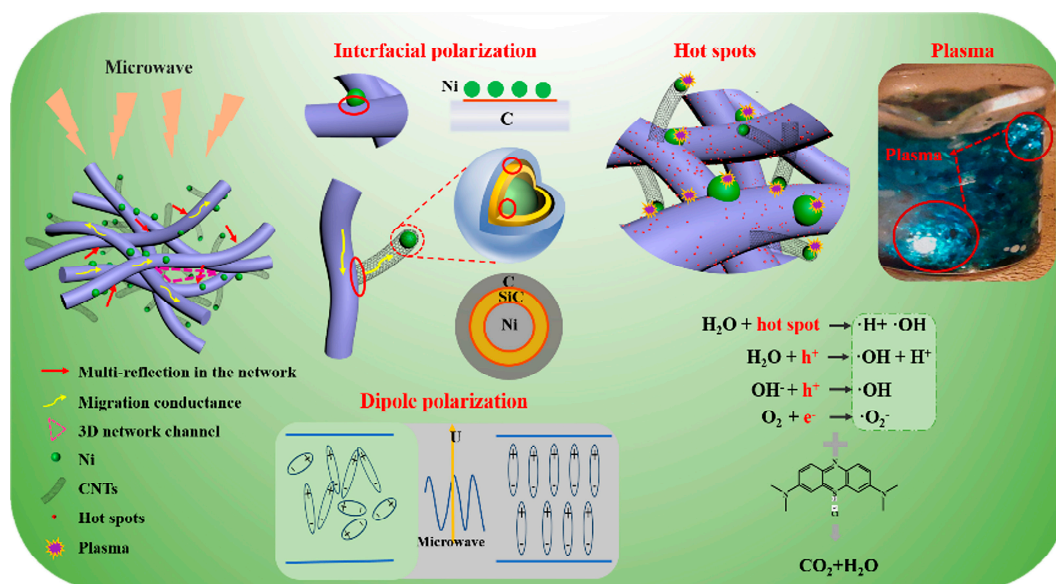 Microwave
Interfacial polarization
Ni
C
C
SiC
Ni
Hot spots
Plasma
Plasma
Multi-reflection in the network
Migration conductance
3D network channel
Ni
CNTs
Hot spots
Plasma
Dipole polarization
U
Microwave
H₂O + hot spot → ·H+ ·OH
H₂O + h⁺ → ·OH + H⁺
OH⁻ + h⁺ → ·OH
O₂ + e⁻ → ·O₂⁻
+
N
N
N
CO₂+H₂O